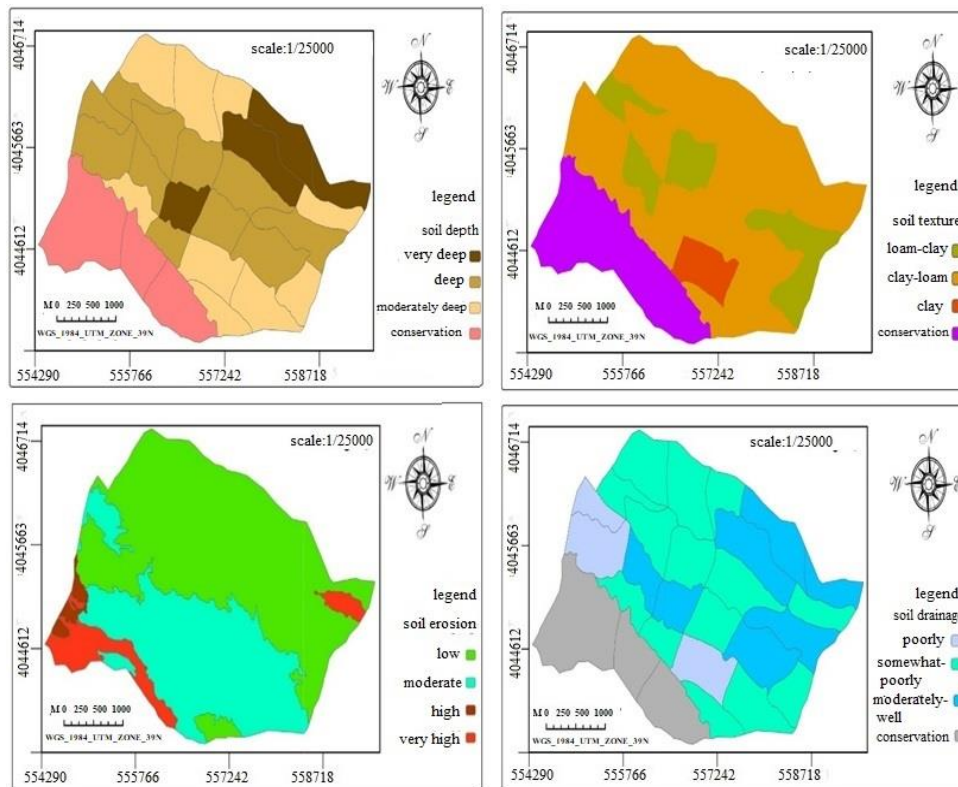 4046714
4045663
4044612
scale:1/25000
N
W
E
S
legend
soil depth
very deep
deep
moderately deep
conservation
M 0 250 500 1000
WGS_1984_UTM_ZONE_39N
554290
555766
557242
558718
4046714
4045663
4044612
scale:1/25000
N
W
E
S
legend
soil texture
loam-clay
clay-loam
clay
conservation
M 0 250 500 1000
WGS_1984_UTM_ZONE_39N
554290
555766
557242
558718
4046714
4045663
4044612
scale:1/25000
N
W
E
S
legend
soil erosion
low
moderate
high
very high
M 0 250 500 1000
WGS_1984_UTM_ZONE_39N
554290
555766
557242
558718
4046714
4045663
4044612
scale:1/25000
N
W
E
S
legend
soil drainage
poorly
somewhat-
poorly
moderately-
well
conservation
M 0 250 500 1000
WGS_1984_UTM_ZONE_39N
554290
555766
557242
558718